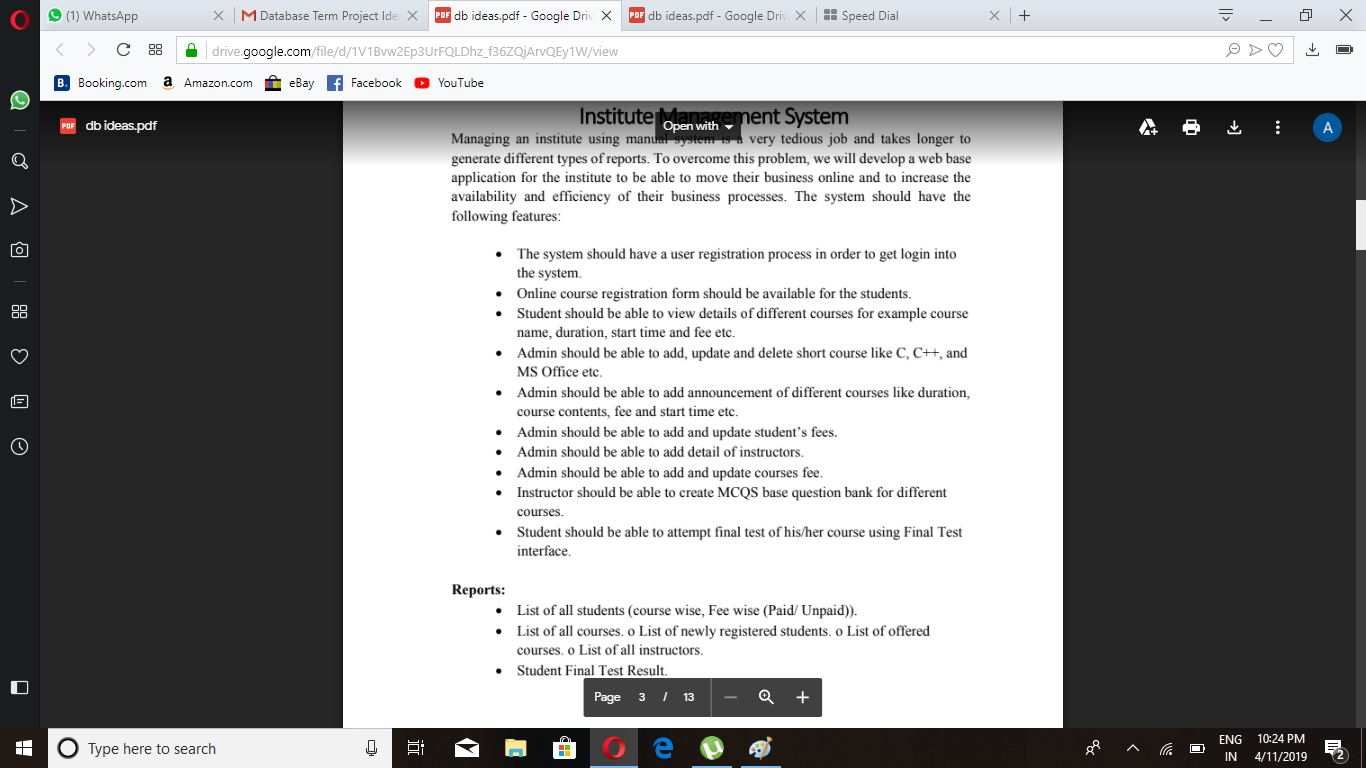 (1) WhatsApp
Database Term Project Ide
db ideas.pdf - Google Driv
db ideas.pdf - Google Driv
Speed Dial
drive.google.com/file/d/1V1Bvw2Ep3UrFQLDhz_f36ZQjArvQEy1W/view
B. Booking.com
a Amazon.com
eBay
Facebook
YouTube
PDF db ideas.pdf
Open with
A
Institute Management System
Managing an institute using manual system is a very tedious job and takes longer to
generate different types of reports. To overcome this problem, we will develop a web base
application for the institute to be able to move their business online and to increase the
availability and efficiency of their business processes. The system should have the
following features:
• The system should have a user registration process in order to get login into
the system.
• Online course registration form should be available for the students.
• Student should be able to view details of different courses for example course
name, duration, start time and fee etc.
• Admin should be able to add, update and delete short course like C, C++, and
MS Office etc.
• Admin should be able to add announcement of different courses like duration,
course contents, fee and start time etc.
• Admin should be able to add and update student's fees.
• Admin should be able to add detail of instructors.
• Admin should be able to add and update courses fee.
• Instructor should be able to create MCQS base question bank for different
courses.
• Student should be able to attempt final test of his/her course using Final Test
interface.
Reports:
• List of all students (course wise, Fee wise (Paid/ Unpaid)).
• List of all courses. o List of newly registered students. o List of offered
courses. o List of all instructors.
• Student Final Test Result.
Page 3 / 13
Type here to search
ENG
IN
10:24 PM
4/11/2019
2